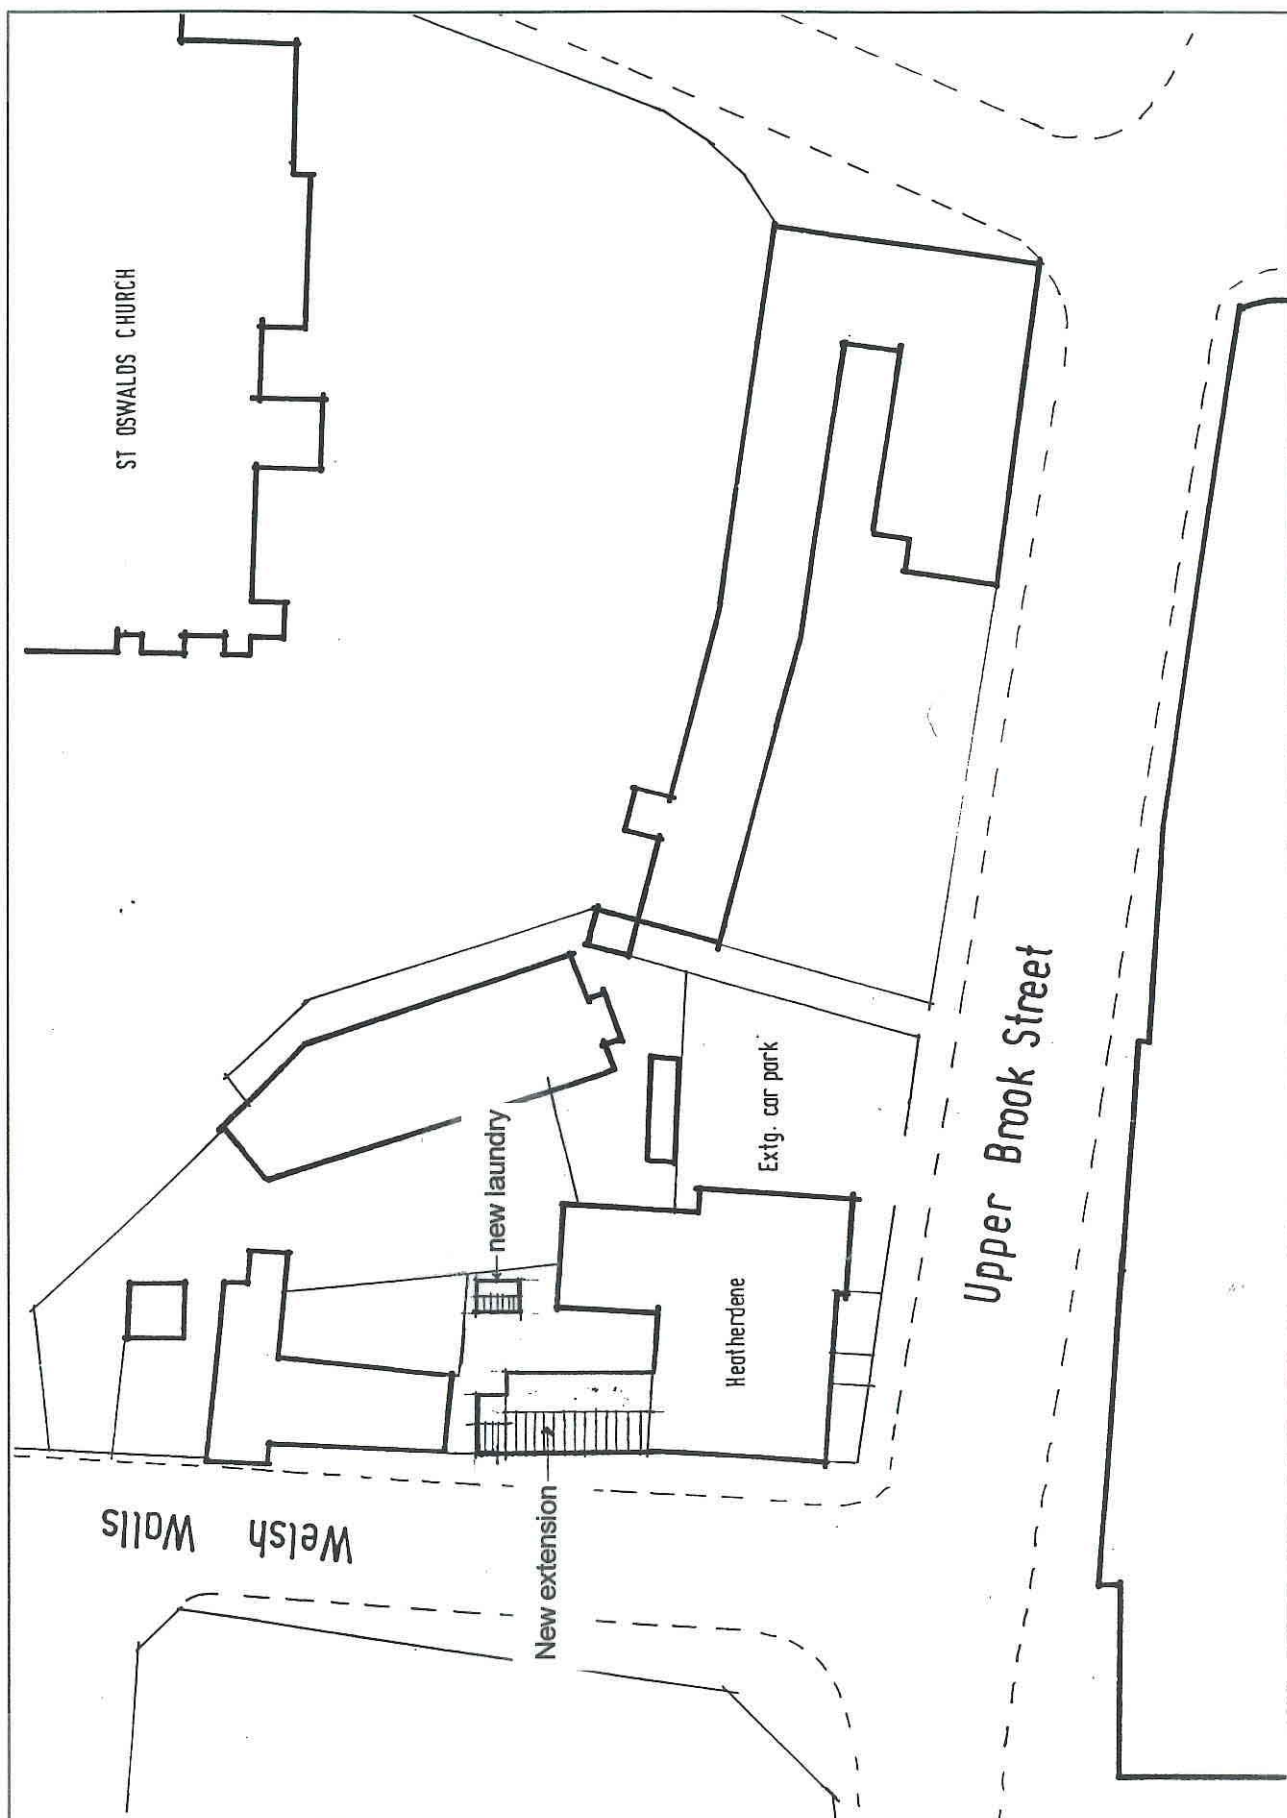 ST OSWALDS CHURCH
new laundry
Extg. car park
Heatherdene
Upper Brook Street
New extension
Welsh Walls